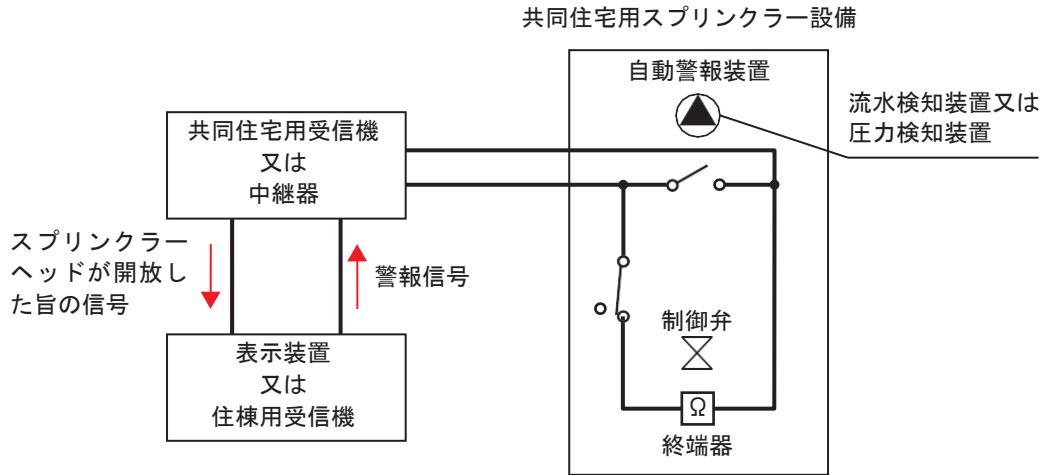 共同住宅用スプリンクラー設備
自動警報装置
流水検知装置又は
圧力検知装置
共同住宅用受信機
又は
中継器
スプリンクラー
ヘッドが開放し
た旨の信号
警報信号
制御弁
表示装置
又は
住棟用受信機
Ω
終端器